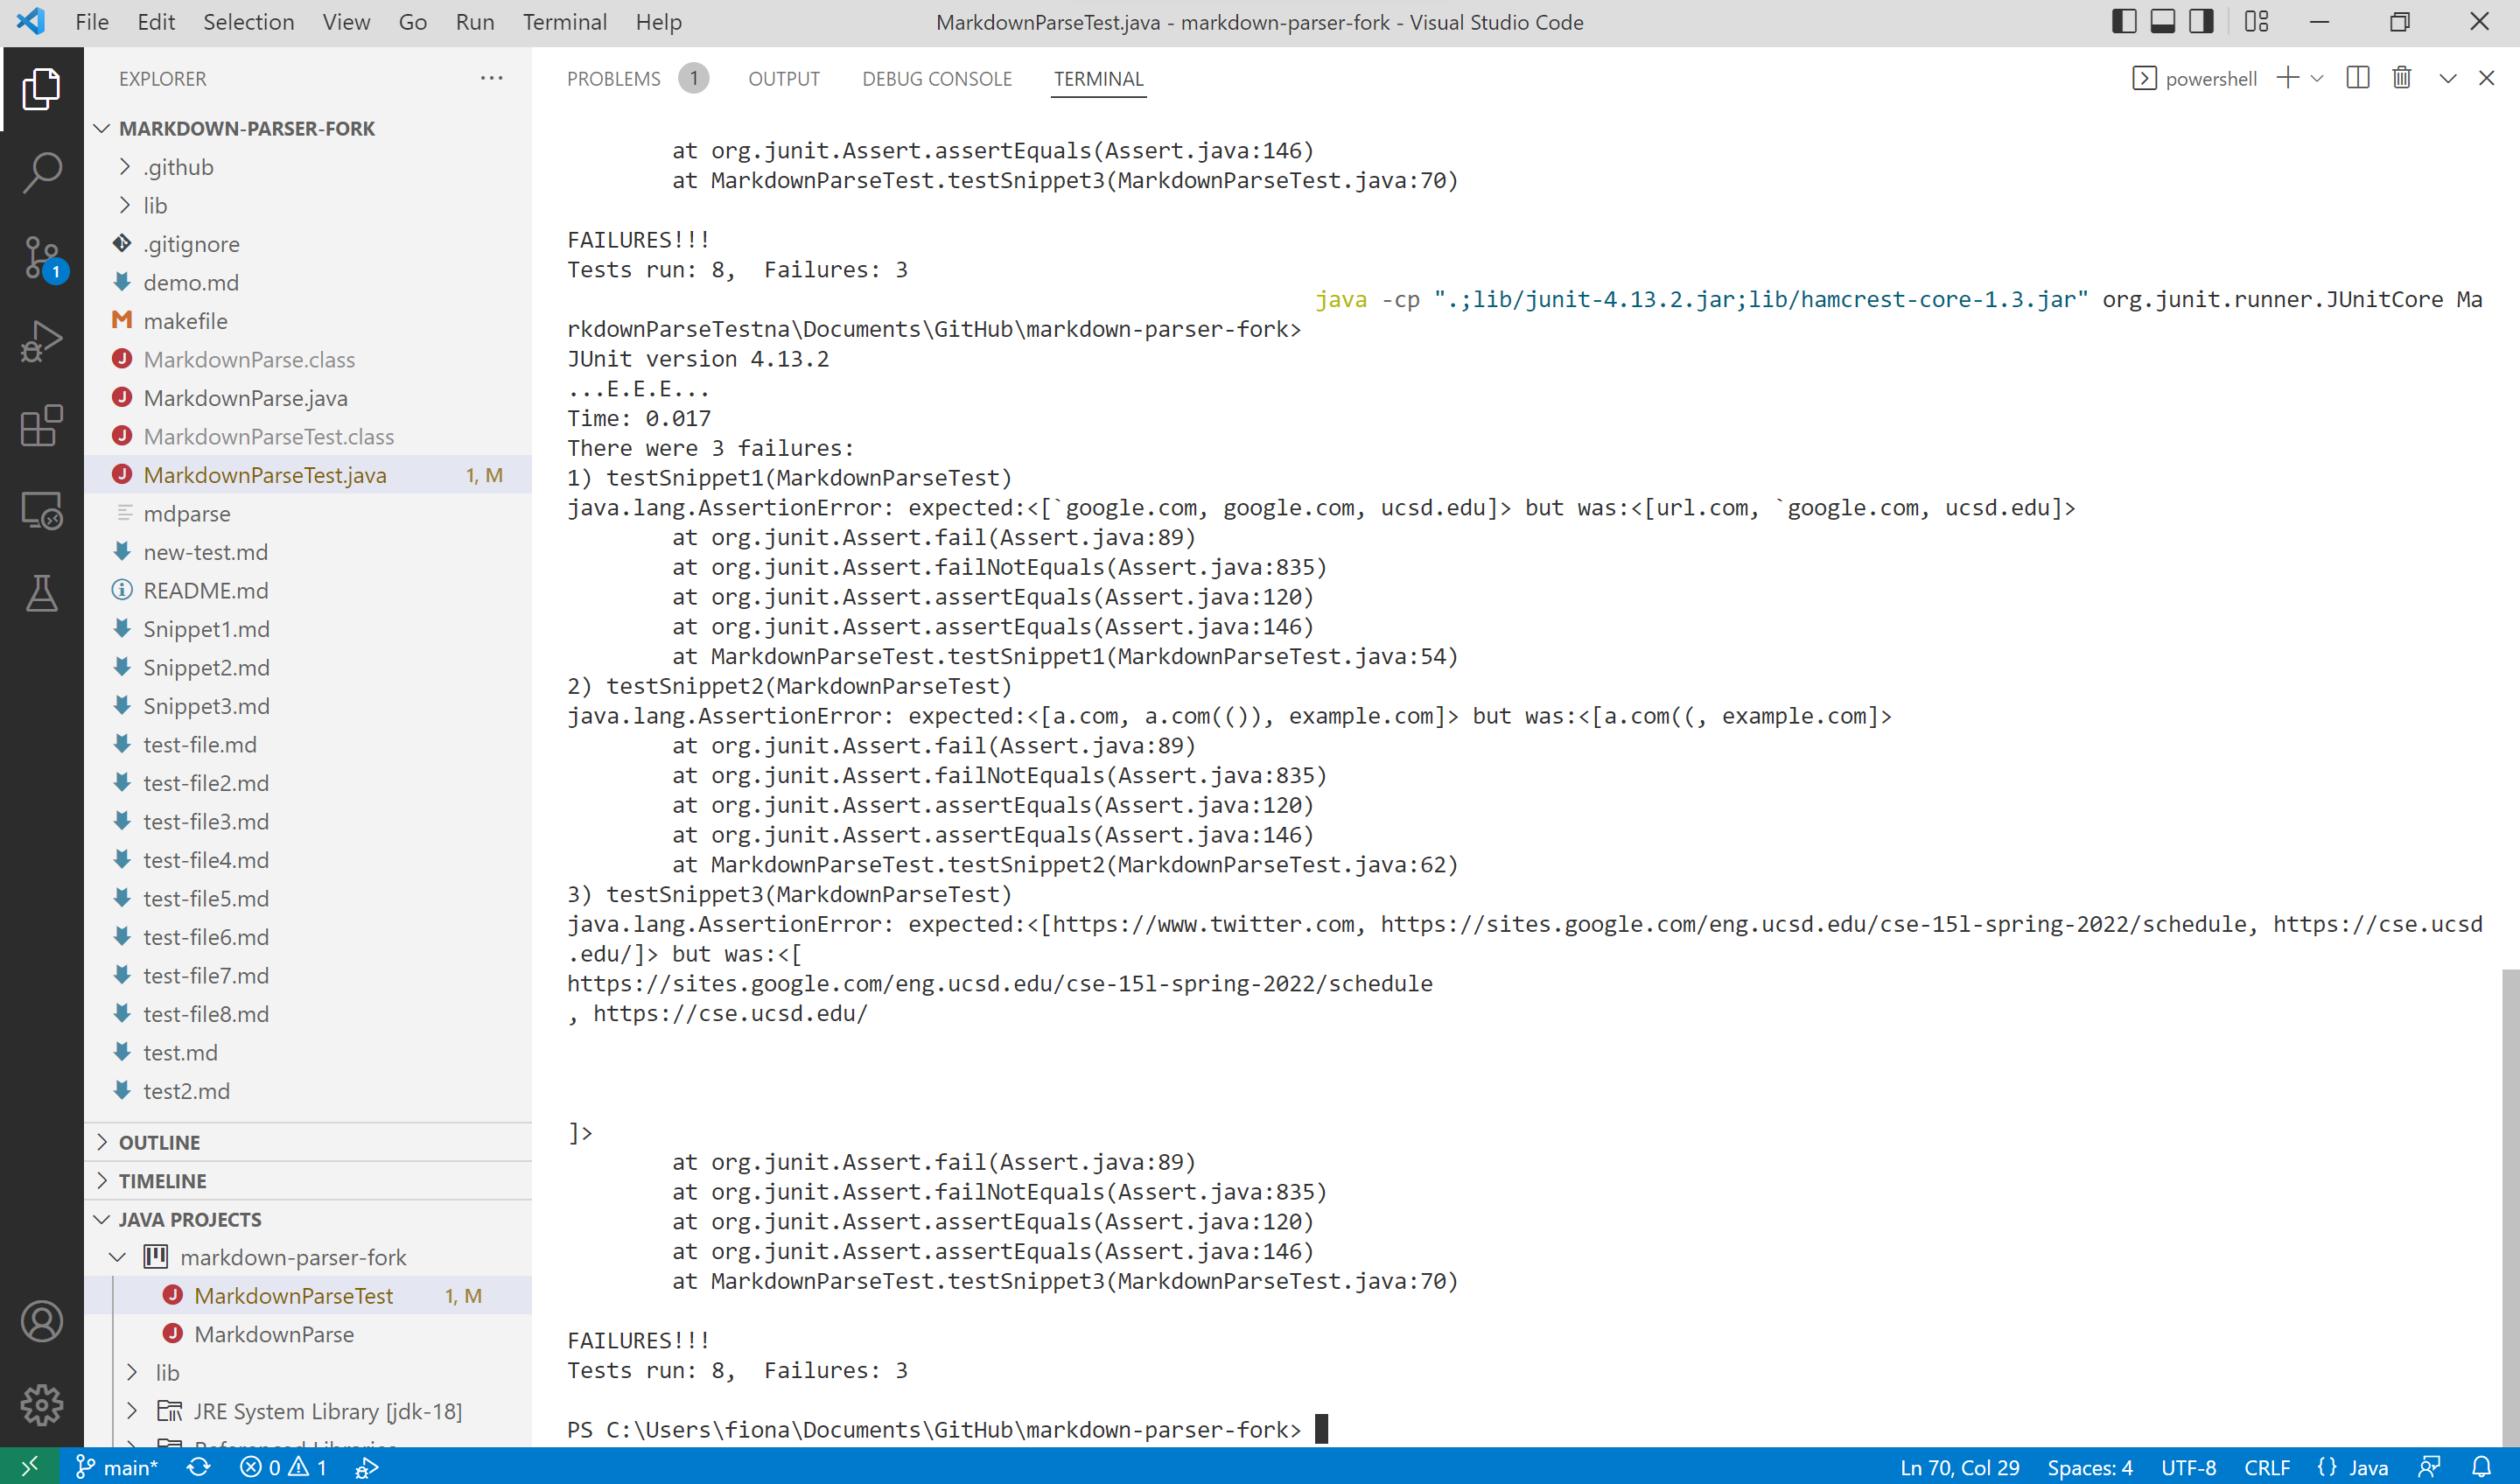 File Edit Selection View Go Run Terminal Help MarkdownParseTest.java - markdown-parser-fork - Visual Studio Code
EXPLORER
MARKDOWN-PARSER-FORK
.github
lib
.gitignore
demo.md
makefile
MarkdownParse.class
MarkdownParse.java
MarkdownParseTest.class
MarkdownParseTest.java 1, M
mdparse
new-test.md
README.md
Snippet1.md
Snippet2.md
Snippet3.md
test-file.md
test-file2.md
test-file3.md
test-file4.md
test-file5.md
test-file6.md
test-file7.md
test-file8.md
test.md
test2.md
OUTLINE
TIMELINE
JAVA PROJECTS
markdown-parser-fork
MarkdownParseTest 1, M
MarkdownParse
lib
JRE System Library [jdk-18]
Referenced Libraries
1
PROBLEMS 1 OUTPUT DEBUG CONSOLE TERMINAL powershell
at org.junit.Assert.assertEquals(Assert.java:146)
at MarkdownParseTest.testSnippet3(MarkdownParseTest.java:70)
FAILURES!!!
Tests run: 8,  Failures: 3
java -cp ".;lib/junit-4.13.2.jar;lib/hamcrest-core-1.3.jar" org.junit.runner.JUnitCore Ma
rkdownParseTestna\Documents\GitHub\markdown-parser-fork>
JUnit version 4.13.2
...E.E.E...
Time: 0.017
There were 3 failures:
1) testSnippet1(MarkdownParseTest)
java.lang.AssertionError: expected:<[`google.com, google.com, ucsd.edu]> but was:<[url.com, `google.com, ucsd.edu]>
at org.junit.Assert.fail(Assert.java:89)
at org.junit.Assert.failNotEquals(Assert.java:835)
at org.junit.Assert.assertEquals(Assert.java:120)
at org.junit.Assert.assertEquals(Assert.java:146)
at MarkdownParseTest.testSnippet1(MarkdownParseTest.java:54)
2) testSnippet2(MarkdownParseTest)
java.lang.AssertionError: expected:<[a.com, a.com(()), example.com]> but was:<[a.com((, example.com]>
at org.junit.Assert.fail(Assert.java:89)
at org.junit.Assert.failNotEquals(Assert.java:835)
at org.junit.Assert.assertEquals(Assert.java:120)
at org.junit.Assert.assertEquals(Assert.java:146)
at MarkdownParseTest.testSnippet2(MarkdownParseTest.java:62)
3) testSnippet3(MarkdownParseTest)
java.lang.AssertionError: expected:<[https://www.twitter.com, https://sites.google.com/eng.ucsd.edu/cse-15l-spring-2022/schedule, https://cse.ucsd
.edu/]> but was:<[
https://sites.google.com/eng.ucsd.edu/cse-15l-spring-2022/schedule
, https://cse.ucsd.edu/
]>
at org.junit.Assert.fail(Assert.java:89)
at org.junit.Assert.failNotEquals(Assert.java:835)
at org.junit.Assert.assertEquals(Assert.java:120)
at org.junit.Assert.assertEquals(Assert.java:146)
at MarkdownParseTest.testSnippet3(MarkdownParseTest.java:70)
FAILURES!!!
Tests run: 8,  Failures: 3
PS C:\Users\fiona\Documents\GitHub\markdown-parser-fork>
main* 0 1 Ln 70, Col 29 Spaces: 4 UTF-8 CRLF {} Java